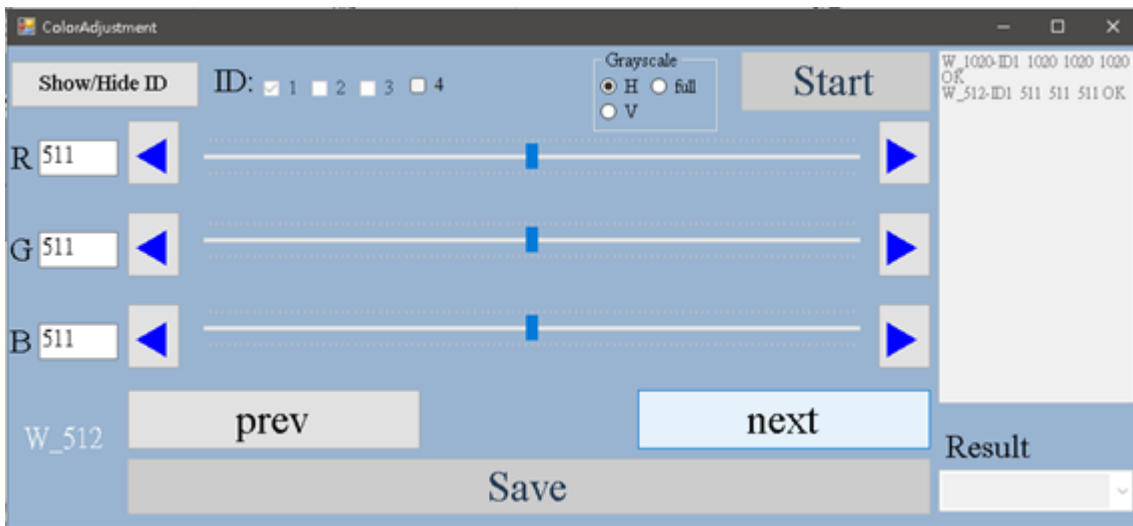 ColorAdjustment
Show/Hide ID
ID: 1 2 3 4
Grayscale
H full
V
Start
W_1020-ID1 1020 1020 1020
OK
W_512-ID1 511 511 511 OK
R 511
G 511
B 511
W_512
prev
next
Save
Result